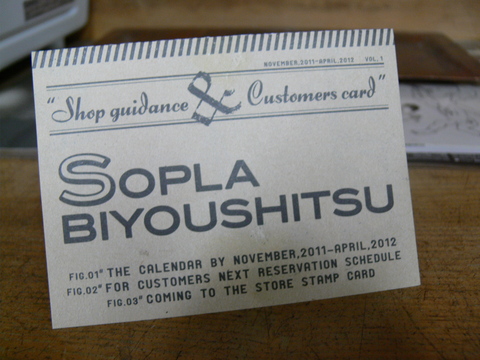 NOVEMBER,2011-APRIL,2012 VOL.1
"Shop guidance & Customers card"
SOPLA
BIYOUSHITSU
FIG.01" THE CALENDAR BY NOVEMBER,2011-APRIL,2012
FIG.02" FOR CUSTOMERS NEXT RESERVATION SCHEDULE
FIG.03" COMING TO THE STORE STAMP CARD